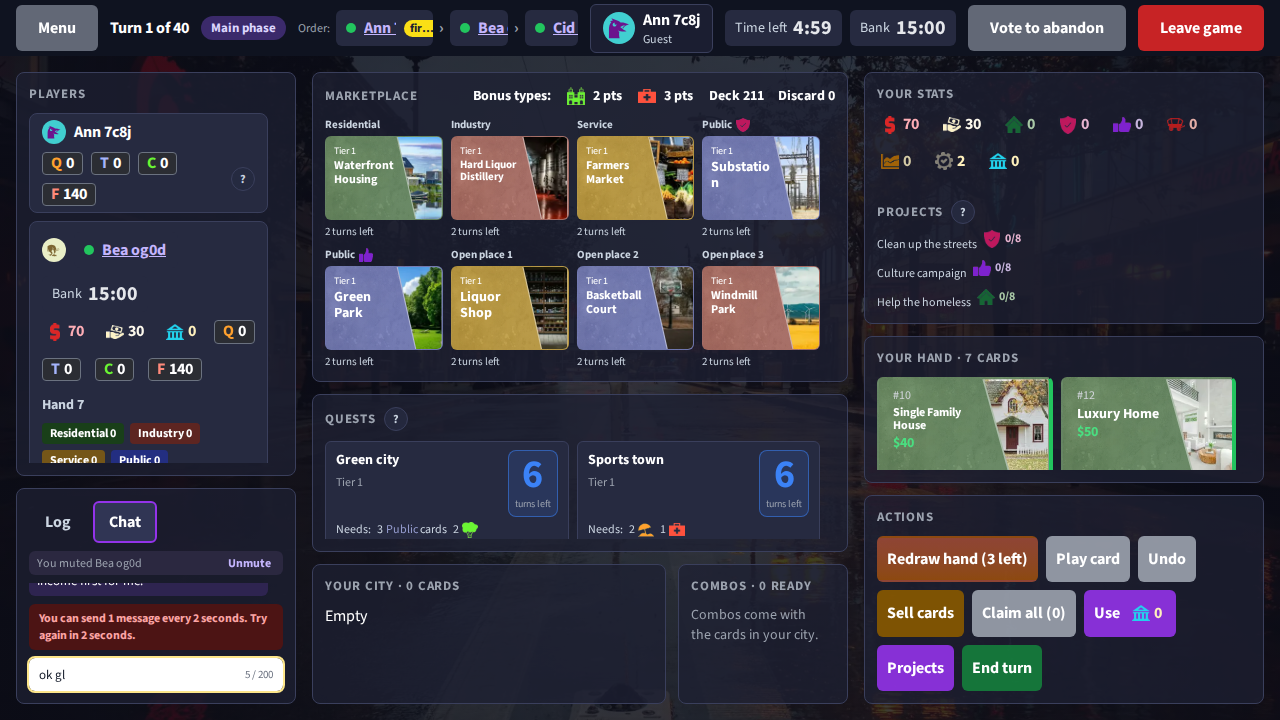 Menu
Turn 1 of 40
Main phase
Order:
Ann
fir...
›
Bea
›
Cid
Ann 7c8j
Guest
Time left 4:59
Bank 15:00
Vote to abandon
Leave game
PLAYERS
Ann 7c8j
Q 0
T 0
C 0
F 140
?
Bea og0d
Bank 15:00
70
30
0
Q 0
T 0
C 0
F 140
Hand 7
Residential 0
Industry 0
Service 0
Public 0
Log
Chat
You muted Bea og0d
Unmute
income first for me.
You can send 1 message every 2 seconds. Try
again in 2 seconds.
ok gl
5 / 200
MARKETPLACE
Bonus types:
2 pts
3 pts
Deck 211
Discard 0
Residential
Industry
Service
Public
Tier 1
Waterfront
Housing
Tier 1
Hard Liquor
Distillery
Tier 1
Farmers
Market
Tier 1
Substatio
n
2 turns left
2 turns left
2 turns left
2 turns left
Public
Open place 1
Open place 2
Open place 3
Tier 1
Green
Park
Tier 1
Liquor
Shop
Tier 1
Basketball
Court
Tier 1
Windmill
Park
2 turns left
2 turns left
2 turns left
2 turns left
QUESTS
?
Green city
Tier 1
6
turns left
Needs: 3 Public cards 2
Sports town
Tier 1
6
turns left
Needs: 2 1
YOUR CITY · 0 CARDS
Empty
COMBOS · 0 READY
Combos come with
the cards in your city.
YOUR STATS
70
30
0
0
0
0
0
2
0
PROJECTS
?
Clean up the streets 0/8
Culture campaign 0/8
Help the homeless 0/8
YOUR HAND · 7 CARDS
#10
Single Family
House
$40
#12
Luxury Home
$50
ACTIONS
Redraw hand (3 left)
Play card
Undo
Sell cards
Claim all (0)
Use 0
Projects
End turn